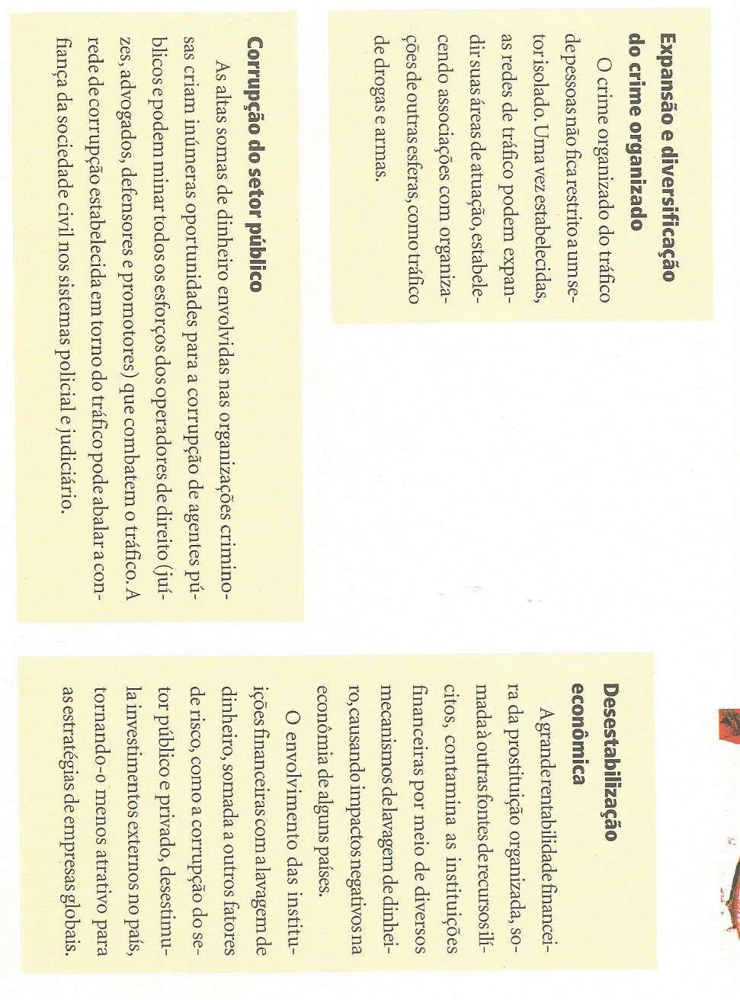 Expansão e diversificação
do crime organizado
O crime organizado do tráfico
de pessoas não fica restrito a um se-
tor isolado. Uma vez estabelecidas,
as redes de tráfico podem expan-
dir suas áreas de atuação, estabele-
cendo associações com organiza-
ções de outras esferas, como tráfico
de drogas e armas.
Corrupção do setor público
As altas somas de dinheiro envolvidas nas organizações crimino-
sas criam inúmeras oportunidades para a corrupção de agentes pú-
blicos e podem minar todos os esforços dos operadores de direito (juí-
zes, advogados, defensores e promotores) que combatem o tráfico. A
rede de corrupção estabelecida em torno do tráfico pode abalar a con-
fiança da sociedade civil nos sistemas policial e judiciário.
Desestabilização
econômica
A grande rentabilidade financei-
ra da prostituição organizada, so-
mada à outras fontes de recursos ilí-
citos, contamina as instituições
financeiras por meio de diversos
mecanismos de lavagem de dinhei-
ro, causando impactos negativos na
econômia de alguns países.
O envolvimento das institu-
ições financeiras com a lavagem de
dinheiro, somada a outros fatores
de risco, como a corrupção do se-
tor público e privado, desestimu-
la investimentos externos no país,
tornando-o menos atrativo para
as estratégias de empresas globais.